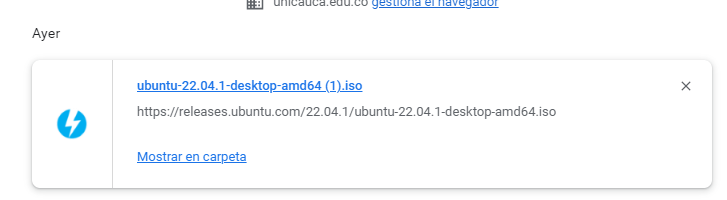 unicauca.edu.co gestiona el navegador
Ayer
ubuntu-22.04.1-desktop-amd64 (1).iso
https://releases.ubuntu.com/22.04.1/ubuntu-22.04.1-desktop-amd64.iso
Mostrar en carpeta